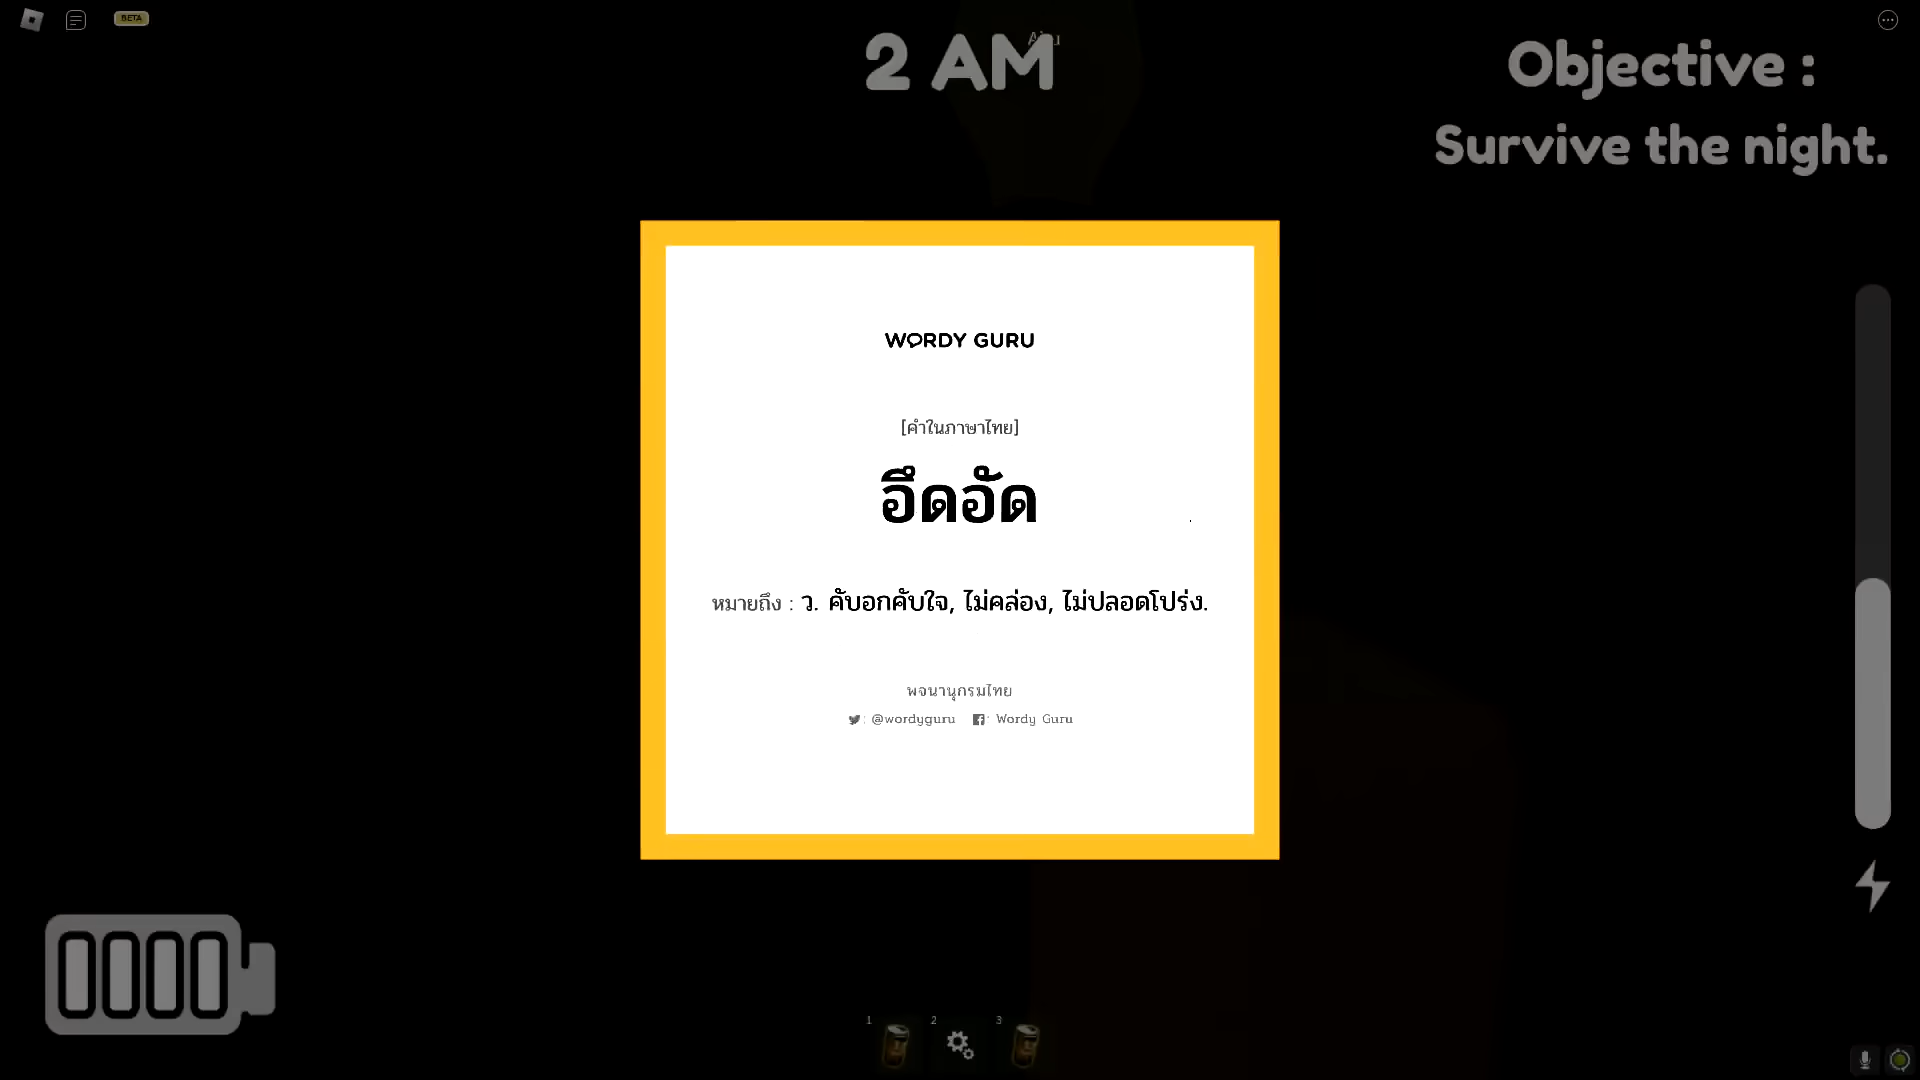 BETA
2 AM
Objective :
Survive the night.
WORDY GURU
[คำในภาษาไทย]
อึดอัด
หมายถึง : ว. คับอกคับใจ, ไม่คล่อง, ไม่ปลอดโปร่ง.
พจนานุกรมไทย
: @wordyguru : Wordy Guru
1 2 3